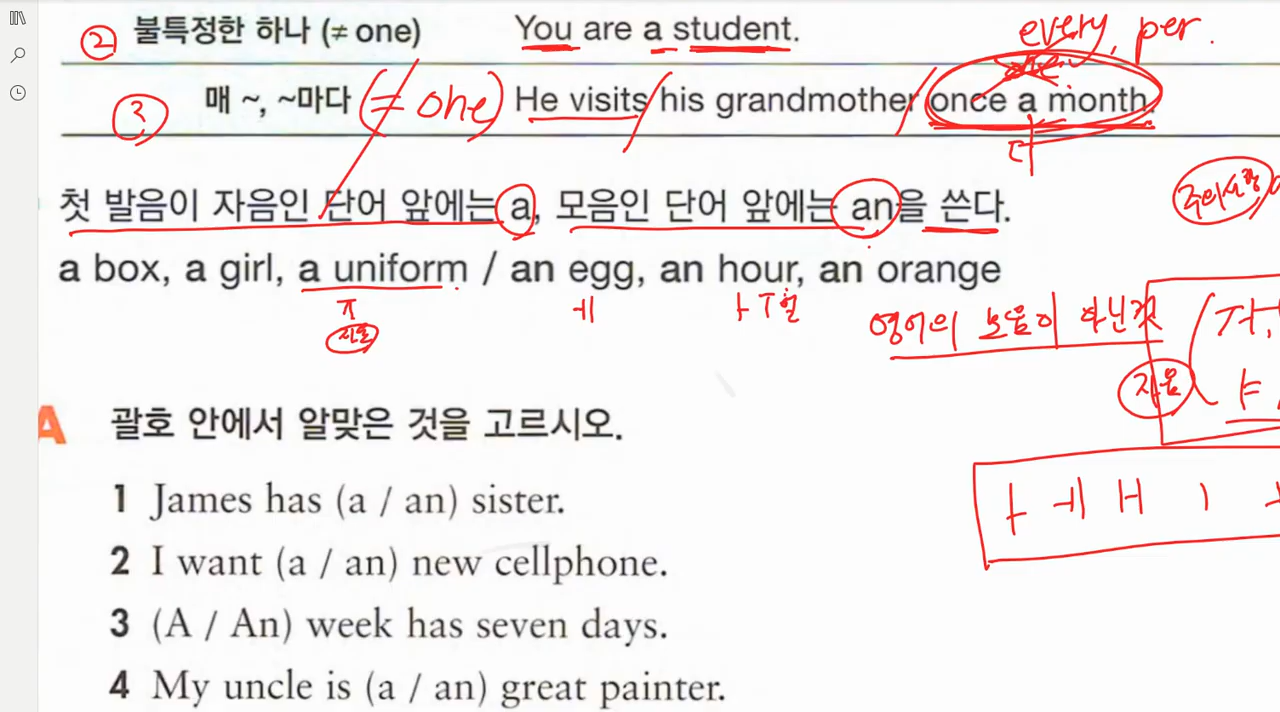 ② 불특정한 하나 (≠ one) You are a student.
every, per.
③ 매 ~, ~마다 (≠ one) He visits his grandmother once a month.
첫 발음이 자음인 단어 앞에는 a, 모음인 단어 앞에는 an을 쓴다.
주의사항
a box, a girl, a uniform / an egg, an hour, an orange
ㅠ ㅔ ㅏㅜ얼
자음
영어의 모음이 아닌것
자음
A 괄호 안에서 알맞은 것을 고르시오.
1 James has (a / an) sister.
ㅏ ㅔ ㅐ ㅣ
2 I want (a / an) new cellphone.
3 (A / An) week has seven days.
4 My uncle is (a / an) great painter.